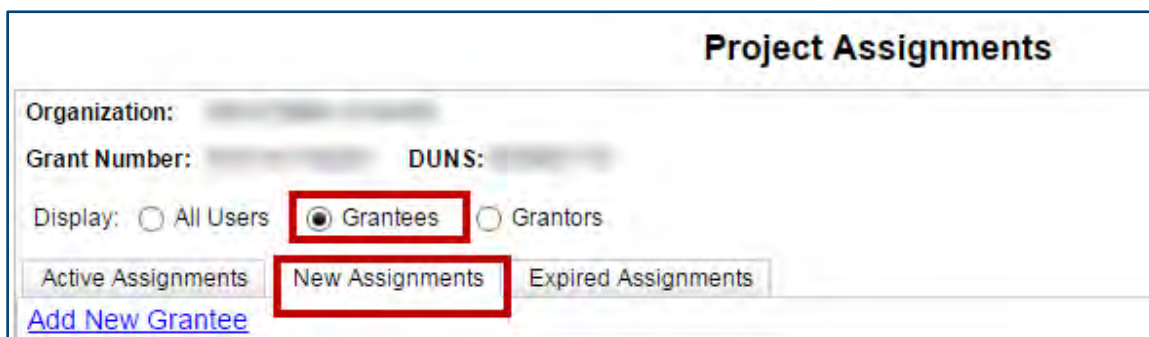 Project Assignments
Organization:
Grant Number: DUNS:
Display: All Users Grantees Grantors
Active Assignments New Assignments Expired Assignments
Add New Grantee